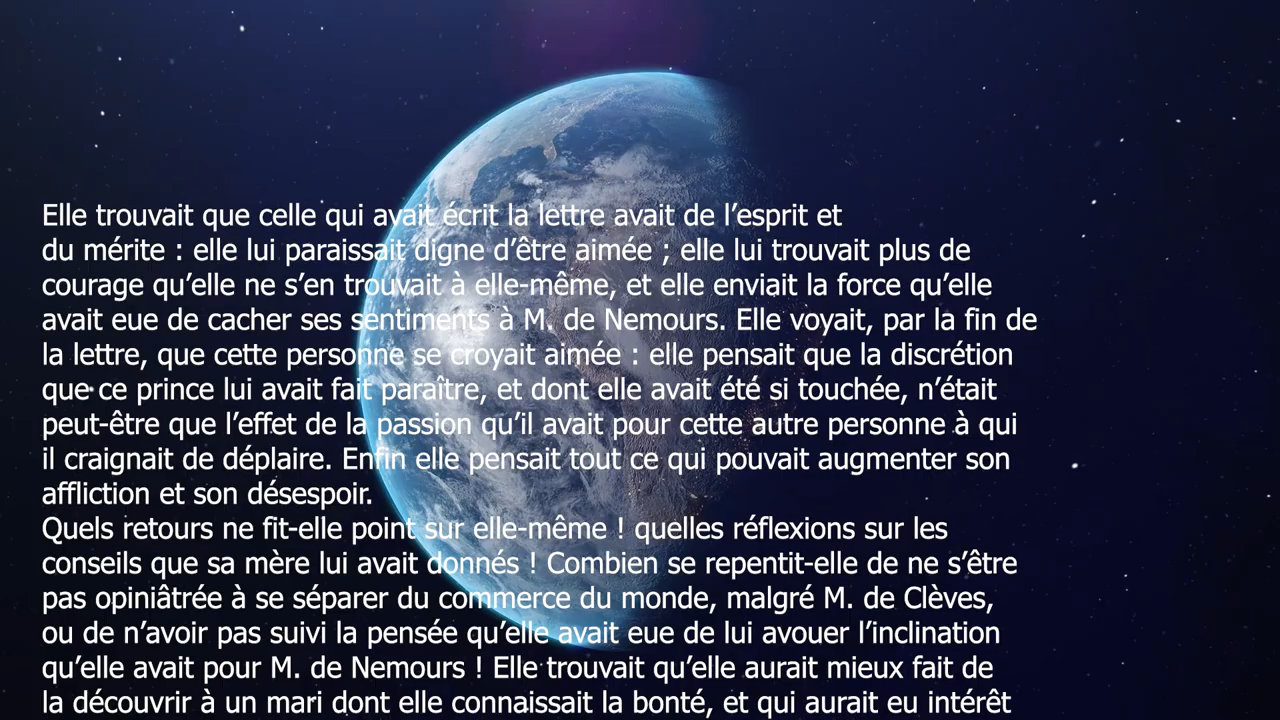 Elle trouvait que celle qui avait écrit la lettre avait de l’esprit et
du mérite : elle lui paraissait digne d’être aimée ; elle lui trouvait plus de
courage qu’elle ne s’en trouvait à elle-même, et elle enviait la force qu’elle
avait eue de cacher ses sentiments à M. de Nemours. Elle voyait, par la fin de
la lettre, que cette personne se croyait aimée : elle pensait que la discrétion
que ce prince lui avait fait paraître, et dont elle avait été si touchée, n’était
peut-être que l’effet de la passion qu’il avait pour cette autre personne à qui
il craignait de déplaire. Enfin elle pensait tout ce qui pouvait augmenter son
affliction et son désespoir.
Quels retours ne fit-elle point sur elle-même ! quelles réflexions sur les
conseils que sa mère lui avait donnés ! Combien se repentit-elle de ne s’être
pas opiniâtrée à se séparer du commerce du monde, malgré M. de Clèves,
ou de n’avoir pas suivi la pensée qu’elle avait eue de lui avouer l’inclination
qu’elle avait pour M. de Nemours ! Elle trouvait qu’elle aurait mieux fait de
la découvrir à un mari dont elle connaissait la bonté, et qui aurait eu intérêt